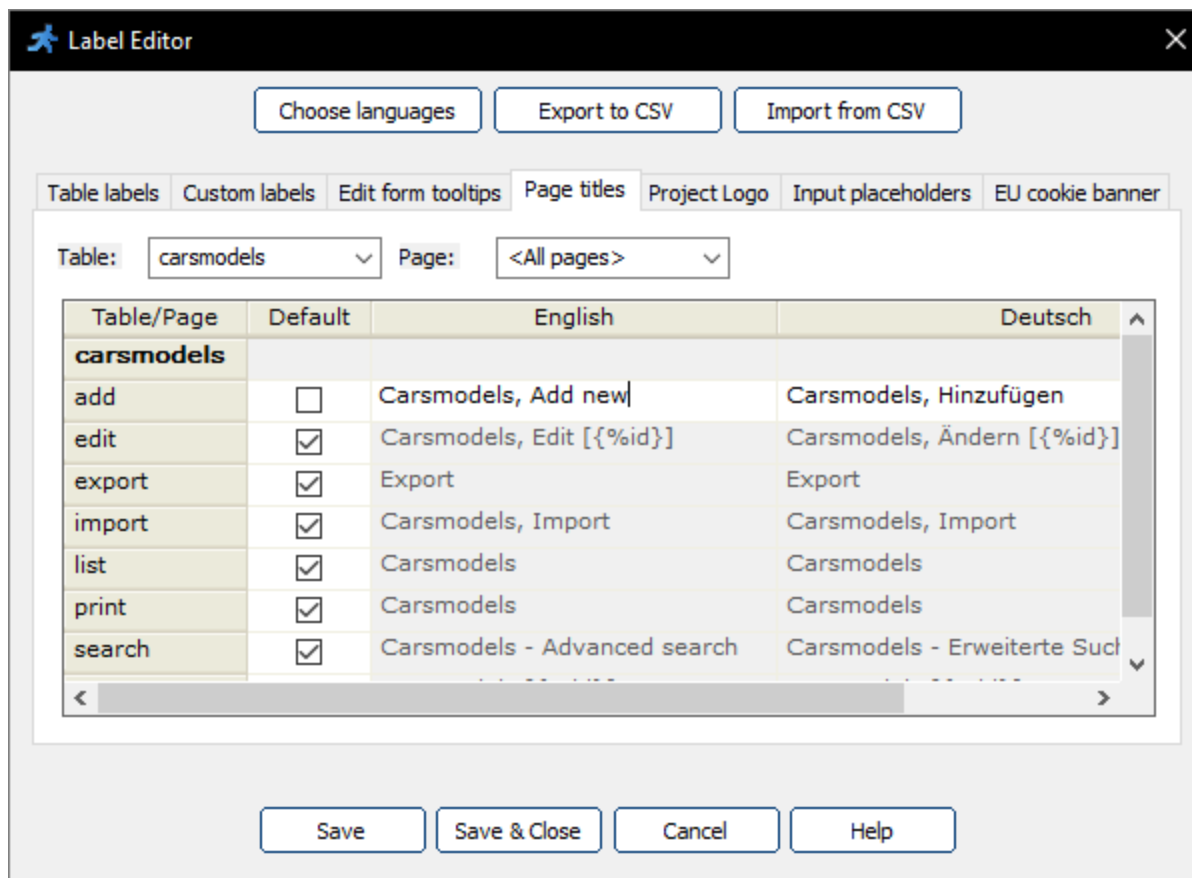 Label Editor
Choose languages Export to CSV Import from CSV
Table labels Custom labels Edit form tooltips Page titles Project Logo Input placeholders EU cookie banner
Table: carsmodels Page: <All pages>
Table/Page Default English Deutsch
carsmodels
add Carsmodels, Add new Carsmodels, Hinzufügen
edit Carsmodels, Edit [{%id}] Carsmodels, Ändern [{%id}]
export Export Export
import Carsmodels, Import Carsmodels, Import
list Carsmodels Carsmodels
print Carsmodels Carsmodels
search Carsmodels - Advanced search Carsmodels - Erweiterte Such
Save Save & Close Cancel Help